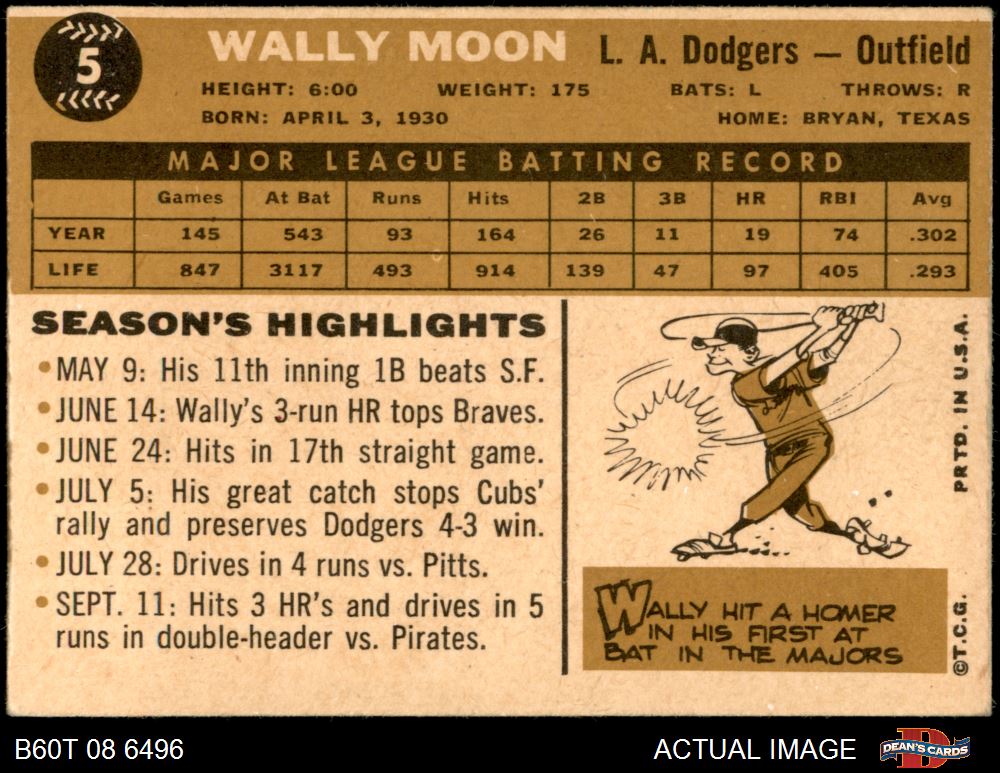 5
WALLY MOON L. A. Dodgers — Outfield
HEIGHT: 6:00 WEIGHT: 175 BATS: L THROWS: R
BORN: APRIL 3, 1930 HOME: BRYAN, TEXAS
MAJOR LEAGUE BATTING RECORD
Games At Bat Runs Hits 2B 3B HR RBI Avg
YEAR 145 543 93 164 26 11 19 74 .302
LIFE 847 3117 493 914 139 47 97 405 .293
SEASON'S HIGHLIGHTS
• MAY 9: His 11th inning 1B beats S.F.
• JUNE 14: Wally's 3-run HR tops Braves.
• JUNE 24: Hits in 17th straight game.
• JULY 5: His great catch stops Cubs'
rally and preserves Dodgers 4-3 win.
• JULY 28: Drives in 4 runs vs. Pitts.
• SEPT. 11: Hits 3 HR's and drives in 5
runs in double-header vs. Pirates.
WALLY HIT A HOMER
IN HIS FIRST AT
BAT IN THE MAJORS
PRTD. IN U.S.A.
©T.C.G.
B60T 08 6496 ACTUAL IMAGE DEAN'S CARDS